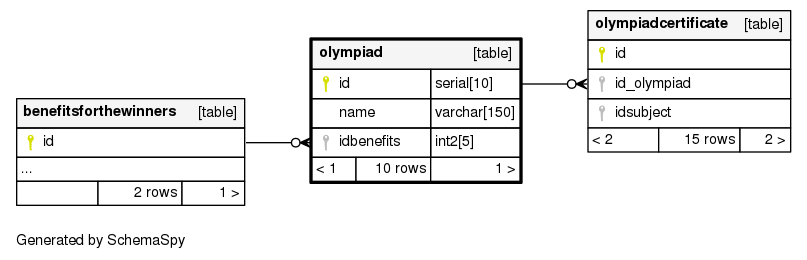 benefitsforthewinners [table]
id
...
2 rows 1 >
olympiad [table]
id serial[10]
name varchar[150]
idbenefits int2[5]
< 1 10 rows 1 >
olympiadcertificate [table]
id
id_olympiad
idsubject
< 2 15 rows 2 >
Generated by SchemaSpy